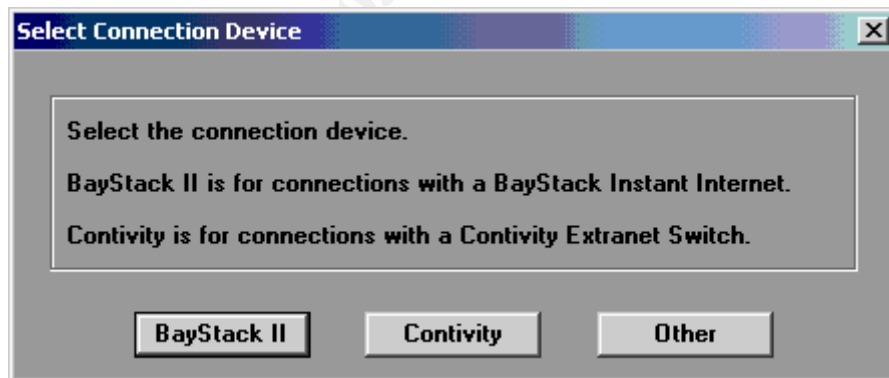 Select Connection Device
Select the connection device.
BayStack II is for connections with a BayStack Instant Internet.
Contivity is for connections with a Contivity Extranet Switch.
BayStack II Contivity Other